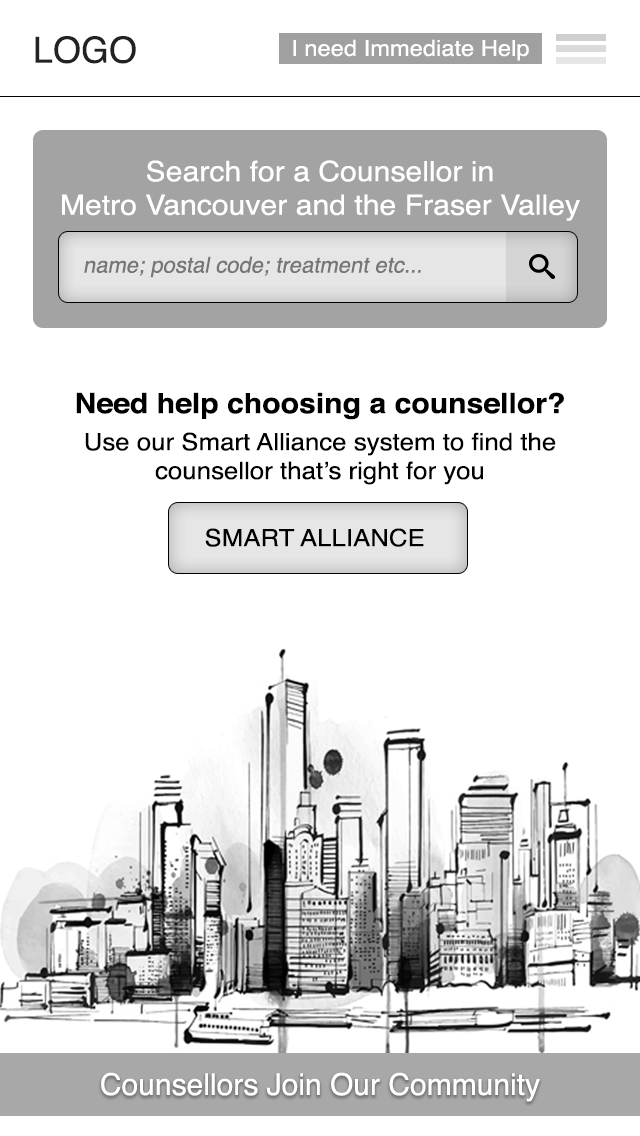 LOGO
I need Immediate Help
Search for a Counsellor in
Metro Vancouver and the Fraser Valley
name; postal code; treatment etc...
Need help choosing a counsellor?
Use our Smart Alliance system to find the
counsellor that’s right for you
SMART ALLIANCE
Counsellors Join Our Community